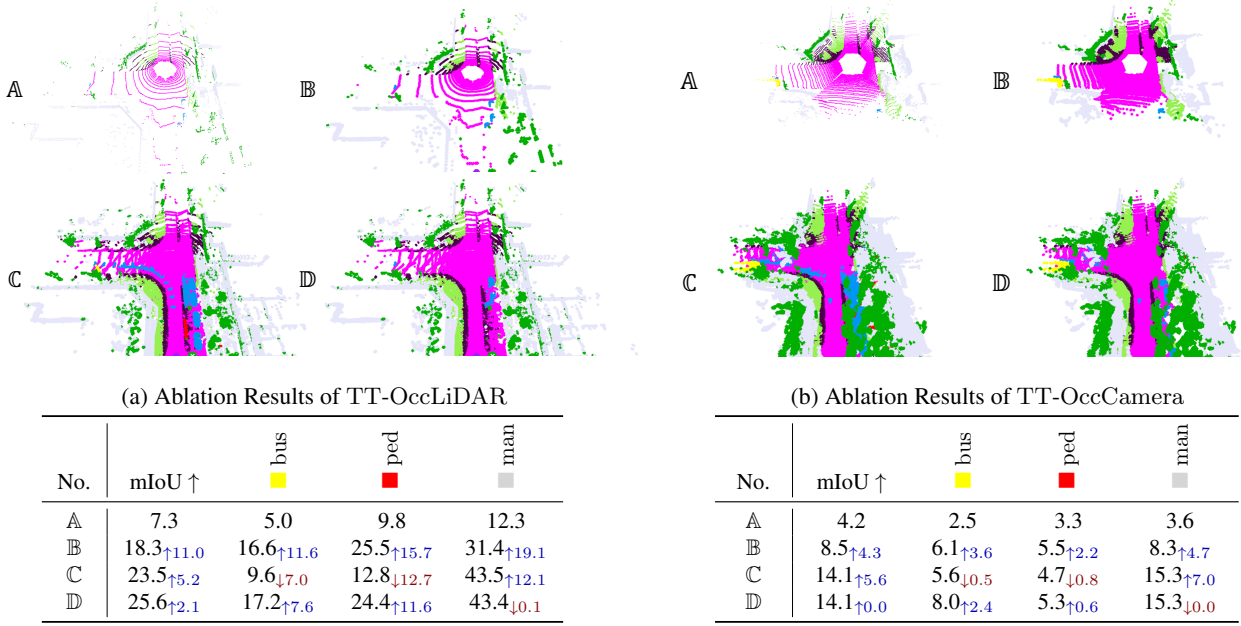 𝔸
𝔹
ℂ
𝔻
(a) Ablation Results of TT-OccLiDAR
No. mIoU ↑ bus ped man
𝔸 7.3 5.0 9.8 12.3
𝔹 18.3↑11.0 16.6↑11.6 25.5↑15.7 31.4↑19.1
ℂ 23.5↑5.2 9.6↓7.0 12.8↓12.7 43.5↑12.1
𝔻 25.6↑2.1 17.2↑7.6 24.4↑11.6 43.4↓0.1
𝔸
𝔹
ℂ
𝔻
(b) Ablation Results of TT-OccCamera
No. mIoU ↑ bus ped man
𝔸 4.2 2.5 3.3 3.6
𝔹 8.5↑4.3 6.1↑3.6 5.5↑2.2 8.3↑4.7
ℂ 14.1↑5.6 5.6↓0.5 4.7↓0.8 15.3↑7.0
𝔻 14.1↑0.0 8.0↑2.4 5.3↑0.6 15.3↓0.0